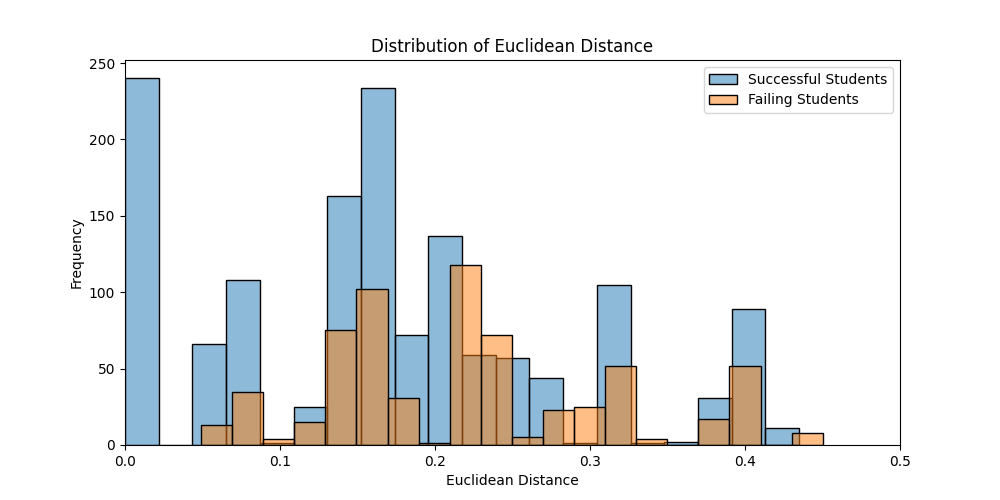 Distribution of Euclidean Distance
Successful Students
Failing Students
Frequency
250
200
150
100
50
0
0.0 0.1 0.2 0.3 0.4 0.5
Euclidean Distance